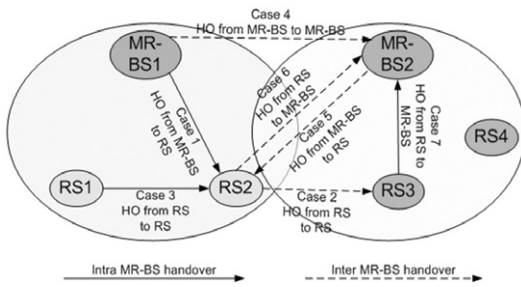 Case 4
HO from MR-BS to MR-BS
MR-
BS1
MR-
BS2
Case 6
HO from RS
to MR-BS
Case 1
HO from MR-BS
to RS
Case 5
HO from MR-BS
to RS
Case 7
HO from RS to
MR-BS
RS4
RS1
Case 3
HO from RS
to RS
RS2
Case 2
HO from RS
to RS
RS3
Intra MR-BS handover
Inter MR-BS handover